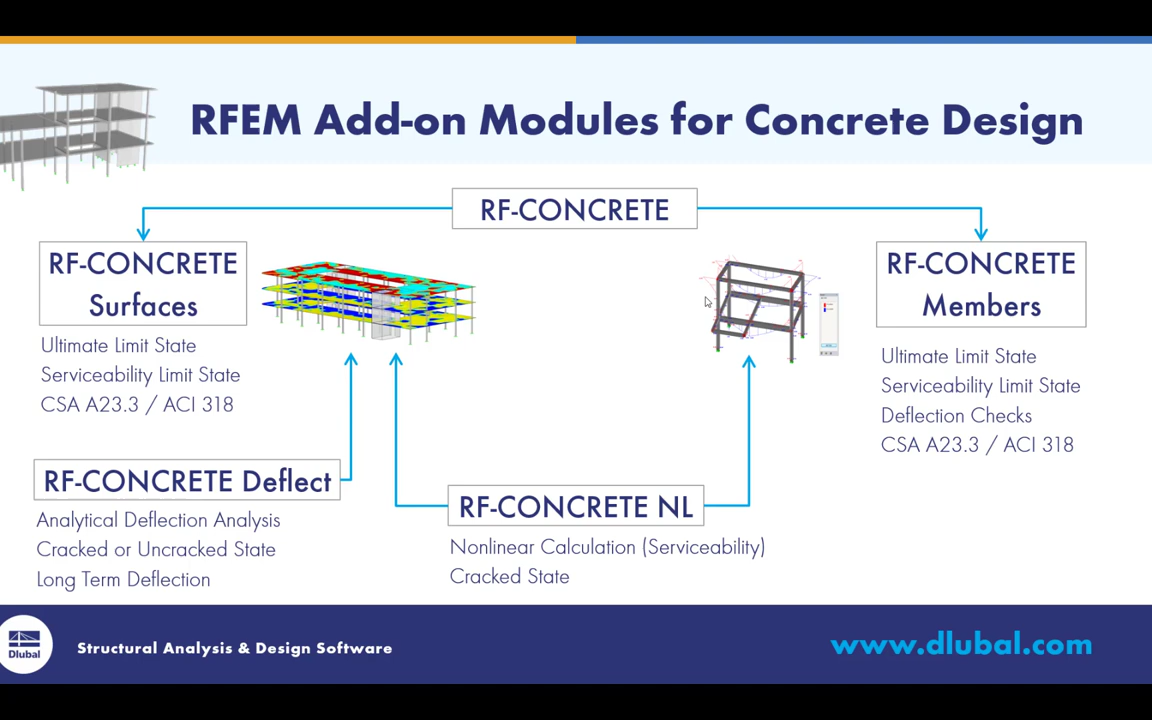 RFEM Add-on Modules for Concrete Design
RF-CONCRETE
RF-CONCRETE
Surfaces
Ultimate Limit State
Serviceability Limit State
CSA A23.3 / ACI 318
RF-CONCRETE
Members
Ultimate Limit State
Serviceability Limit State
Deflection Checks
CSA A23.3 / ACI 318
RF-CONCRETE Deflect
Analytical Deflection Analysis
Cracked or Uncracked State
Long Term Deflection
RF-CONCRETE NL
Nonlinear Calculation (Serviceability)
Cracked State
Dlubal
Structural Analysis & Design Software
www.dlubal.com